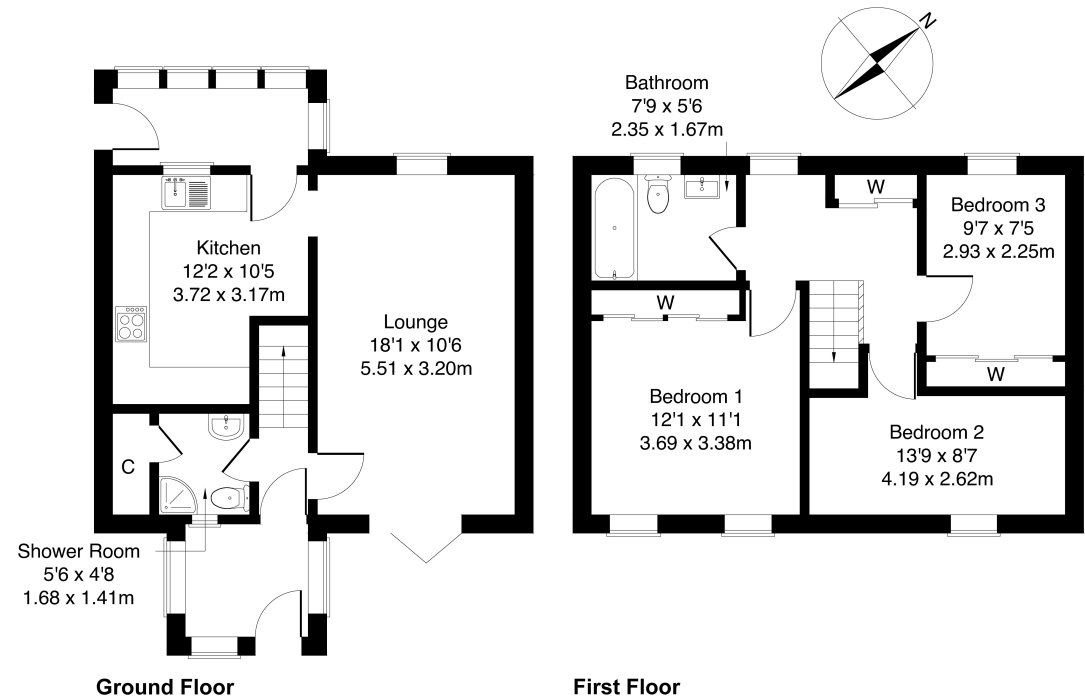 N
Bathroom
7'9 x 5'6
2.35 x 1.67m
W
Bedroom 3
9'7 x 7'5
2.93 x 2.25m
Kitchen
12'2 x 10'5
3.72 x 3.17m
W
Lounge
18'1 x 10'6
5.51 x 3.20m
W
Bedroom 1
12'1 x 11'1
3.69 x 3.38m
Bedroom 2
13'9 x 8'7
4.19 x 2.62m
C
Shower Room
5'6 x 4'8
1.68 x 1.41m
Ground Floor
First Floor